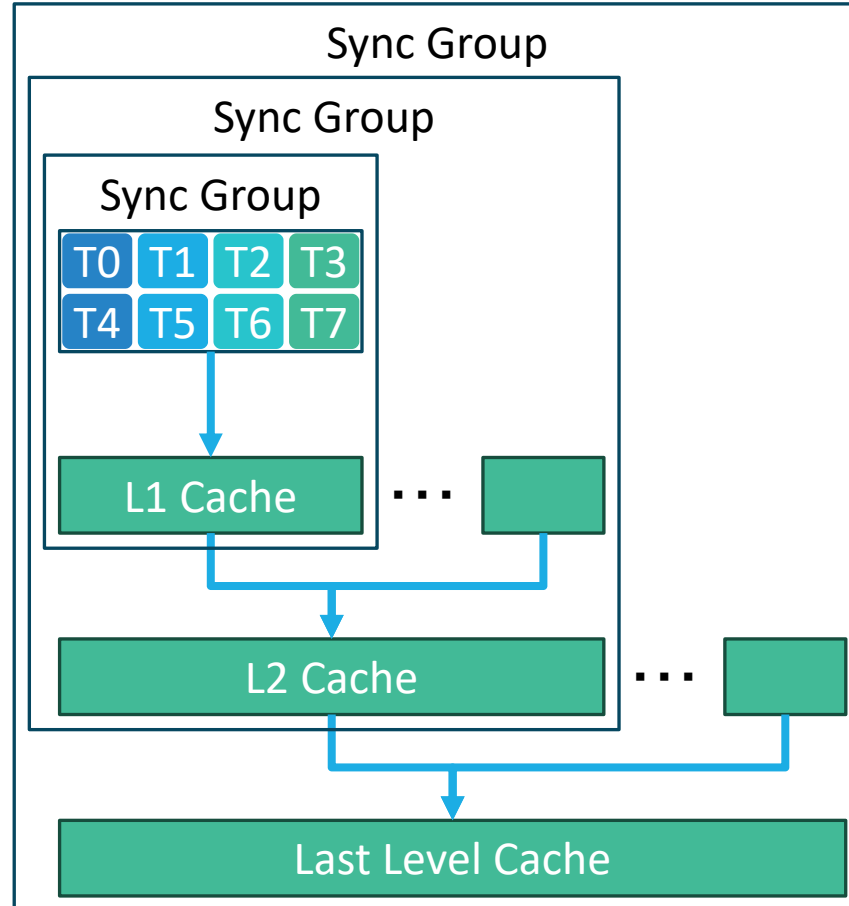 Sync Group
Sync Group
Sync Group
T0 T1 T2 T3
T4 T5 T6 T7
L1 Cache ...
L2 Cache ...
Last Level Cache